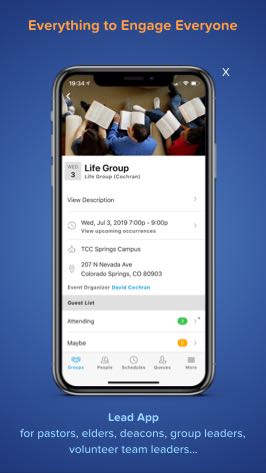 Everything to Engage Everyone
X
19:34
WED
3
Life Group
Life Group (Cochran)
View Description
Wed, Jul 3, 2019 7:00p - 9:00p
View upcoming occurrences
TCC Springs Campus
207 N Nevada Ave
Colorado Springs, CO 80903
Event Organizer David Cochran
Guest List
Attending
Maybe
Groups People Schedules Queues More
Lead App
for pastors, elders, deacons, group leaders,
volunteer team leaders...